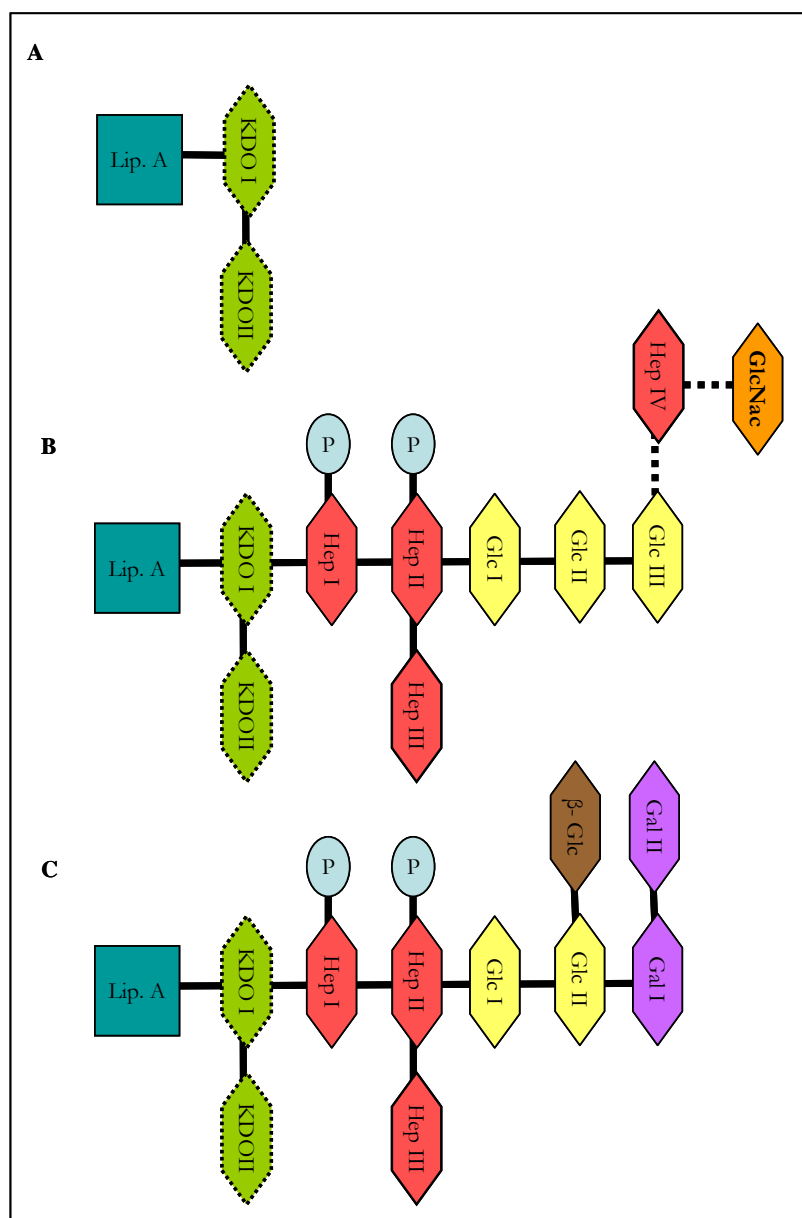 A
Lip. A
KDO I
KDOII
Hep IV
GlcNac
B
P
P
Lip. A
KDO I
Hep I
Hep II
Glc I
Glc II
Glc III
KDOII
Hep III
β- Glc
Gal II
C
P
P
Lip. A
KDO I
Hep I
Hep II
Glc I
Glc II
Gal I
KDOII
Hep III